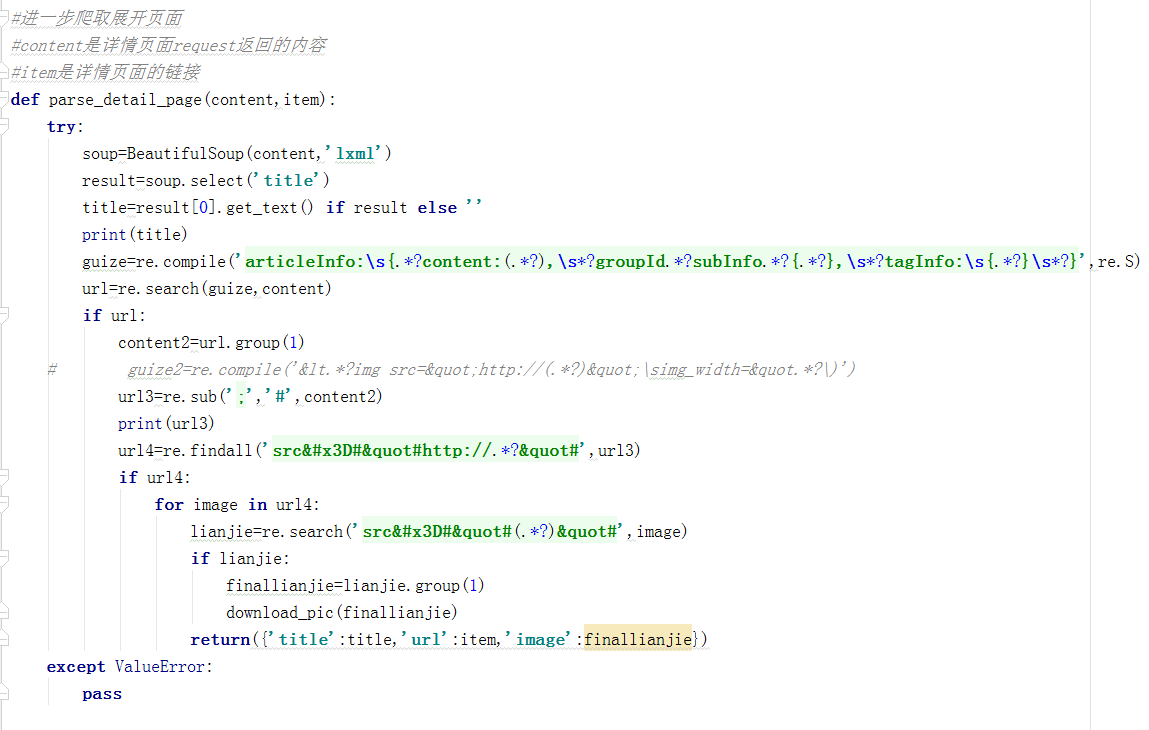 #进一步爬取展开页面
#content是详情页面request返回的内容
#item是详情页面的链接
def parse_detail_page(content,item):
    try:
        soup=BeautifulSoup(content,'lxml')
        result=soup.select('title')
        title=result[0].get_text() if result else ''
        print(title)
        guize=re.compile('articleInfo:\s{.*?content:(.*?),\s*?groupId.*?subInfo.*?{.*?},\s*?tagInfo:\s{.*?}\s*?}',re.S)
        url=re.search(guize,content)
        if url:
            content2=url.group(1)
    #        guize2=re.compile('&lt.*?img src=&quot;http://(.*?)&quot;\simg_width=&quot.*?\)')
            url3=re.sub(';','#',content2)
            print(url3)
            url4=re.findall('src&#x3D#&quot#http://.*?&quot#',url3)
            if url4:
                for image in url4:
                    lianjie=re.search('src&#x3D#&quot#(.*?)&quot#',image)
                    if lianjie:
                        finallianjie=lianjie.group(1)
                        download_pic(finallianjie)
                    return({'title':title,'url':item,'image':finallianjie})
    except ValueError:
        pass